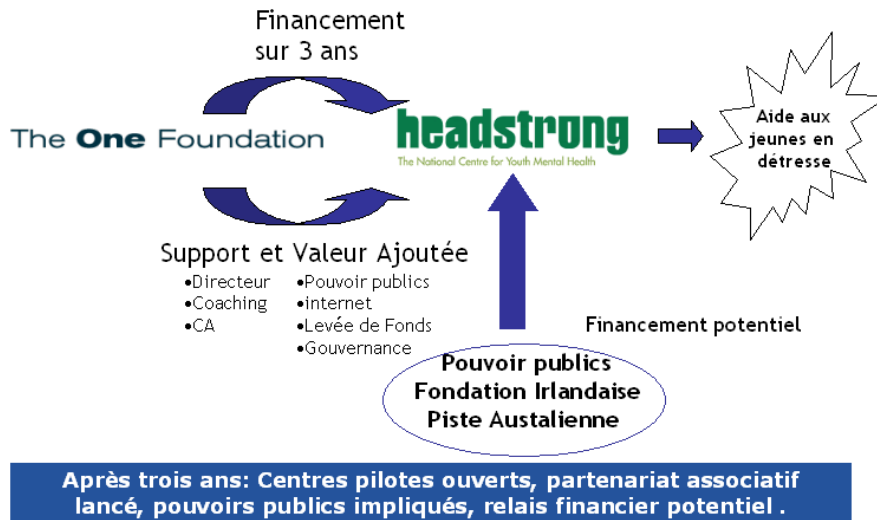 Financement
sur 3 ans
The One Foundation
headstrong
The National Centre for Youth Mental Health
Aide aux
jeunes en
détresse
Support et Valeur Ajoutée
•Directeur
•Coaching
•CA
•Pouvoir publics
•internet
•Levée de Fonds
•Gouvernance
Financement potentiel
Pouvoir publics
Fondation Irlandaise
Piste Austalienne
Après trois ans: Centres pilotes ouverts, partenariat associatif
lancé, pouvoirs publics impliqués, relais financier potentiel .